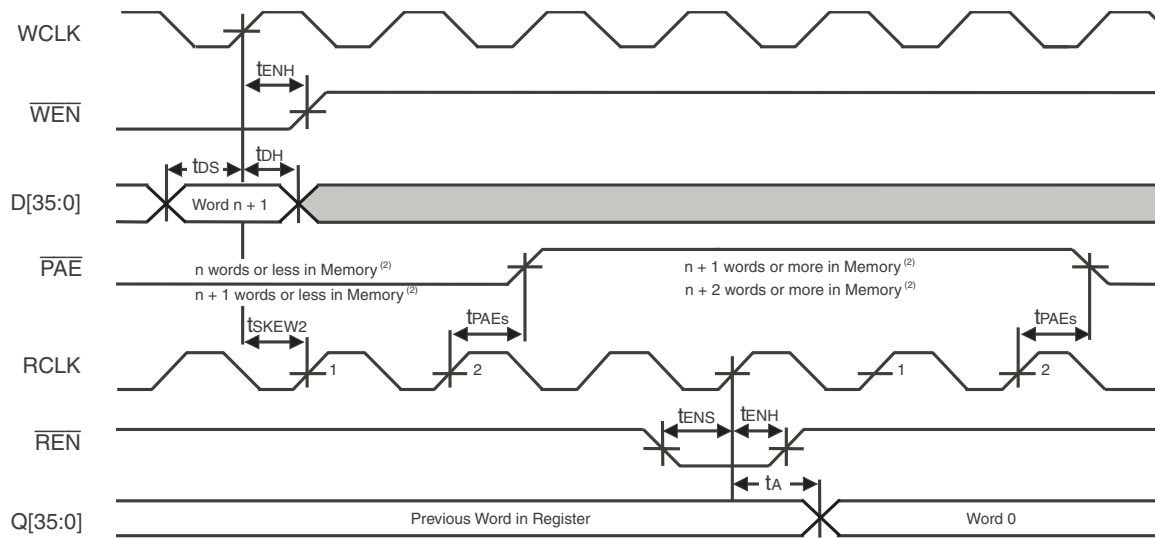 WCLK
tENH
WEN
tDS
tDH
D[35:0]
Word n + 1
PAE
n words or less in Memory (2)
n + 1 words or less in Memory (2)
n + 1 words or more in Memory (2)
n + 2 words or more in Memory (2)
tSKEW2
tPAEs
tPAEs
RCLK
1
2
1
2
tENS
tENH
REN
tA
Q[35:0]
Previous Word in Register
Word 0